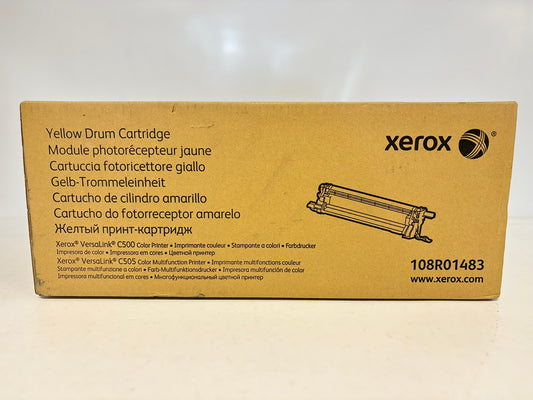 Yellow Drum Cartridge
Module photorécepteur jaune
Cartuccia fotoricettore giallo
Gelb-Trommeleinheit
Cartucho de cilindro amarillo
Cartucho do fotorreceptor amarelo
Желтый принт-картридж
Xerox® VersaLink® C500 Color Printer • Imprimante couleur • Stampante a colori • Farbdrucker
Impresora de color • Impressora em cores • Цветной принтер
Xerox® VersaLink® C505 Color Multifunction Printer • Imprimante multifonctions couleur
Stampante multifunzione a colori • Farb-Multifunktionsdrucker • Impresora multifunción de color
Impressora multifuncional em cores • Многофункциональный цветной принтер
xerox
108R01483
www.xerox.com